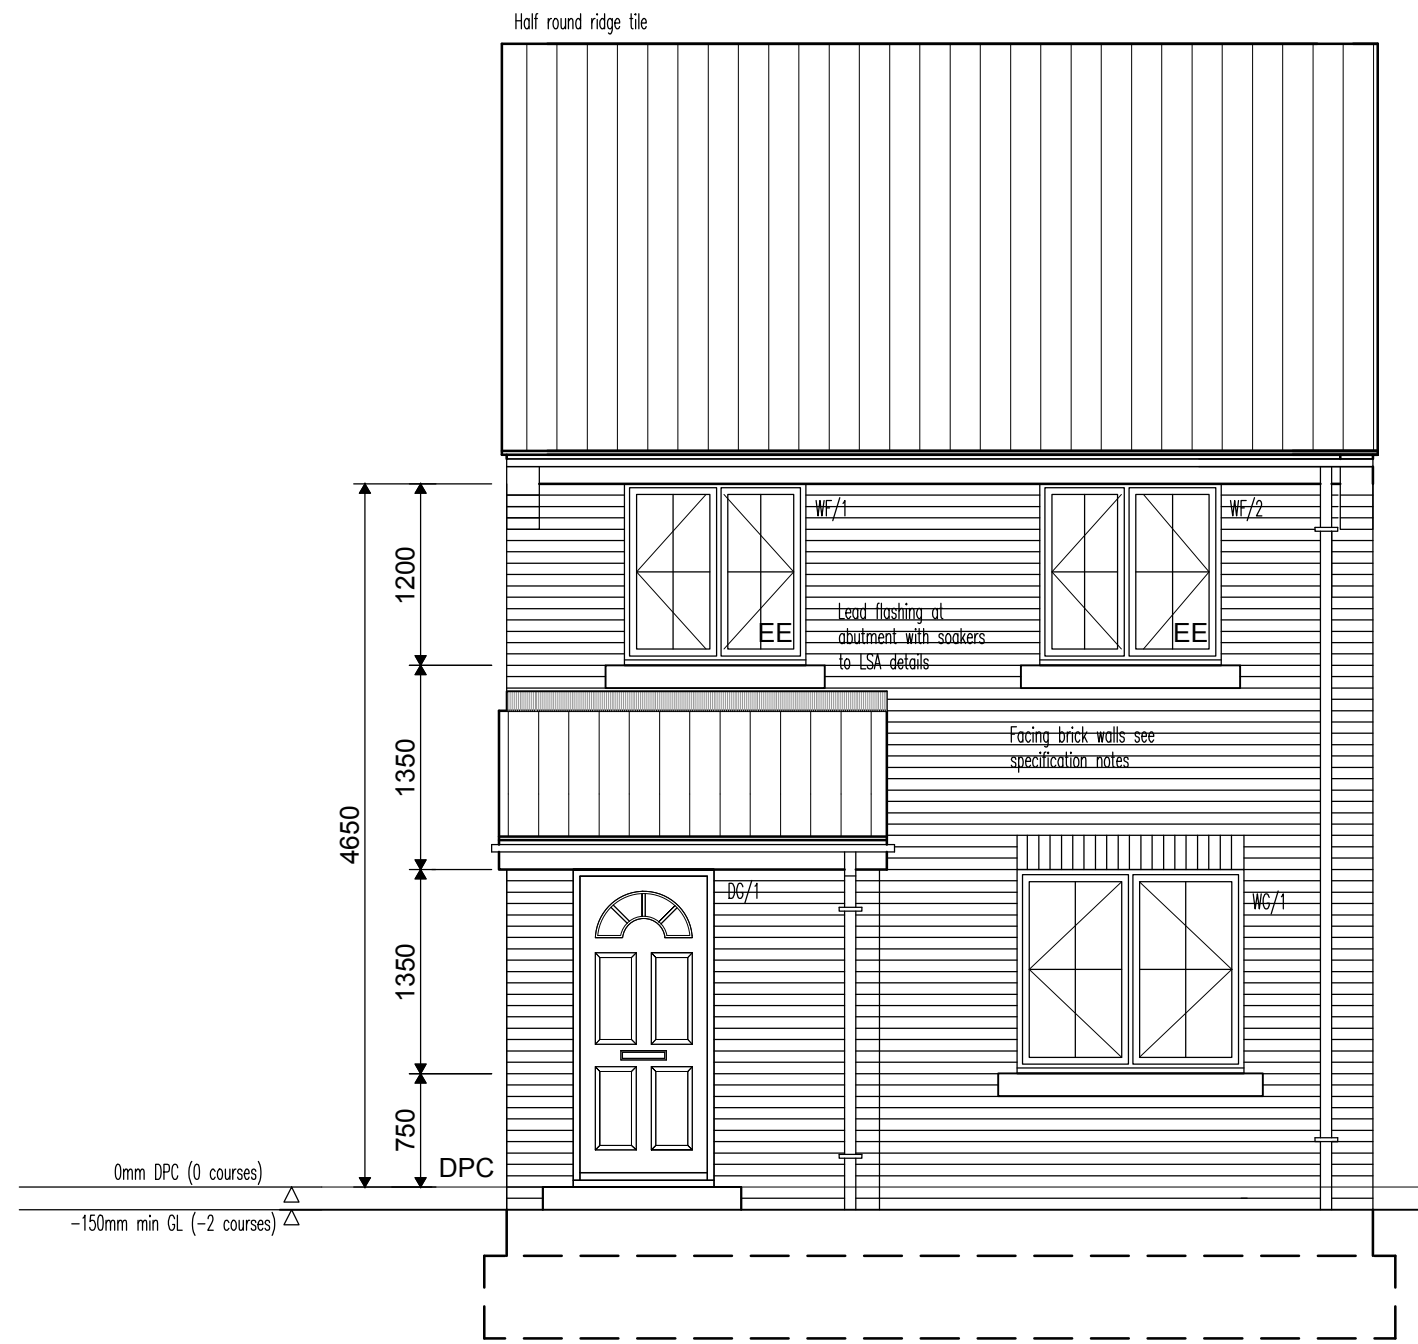 Half round ridge tile
WF/1
WF/2
1200
EE
EE
Lead flashing at
abutment with soakers
to LSA details
1350
Facing brick walls see
specification notes
4650
DG/1
WG/1
1350
750
DPC
0mm DPC (0 courses)
-150mm min GL (-2 courses)